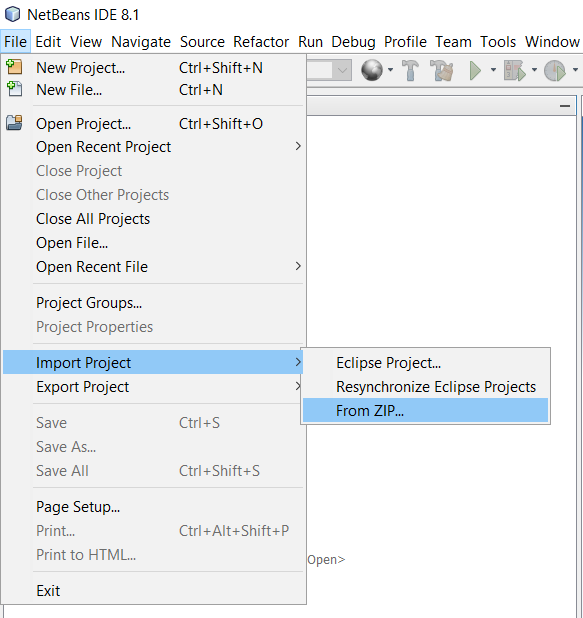 NetBeans IDE 8.1
File Edit View Navigate Source Refactor Run Debug Profile Team Tools Window
New Project... Ctrl+Shift+N
New File... Ctrl+N
Open Project... Ctrl+Shift+O
Open Recent Project
Close Project
Close Other Projects
Close All Projects
Open File...
Open Recent File
Project Groups...
Project Properties
Import Project
Eclipse Project...
Export Project
Resynchronize Eclipse Projects
From ZIP...
Save Ctrl+S
Save As...
Save All Ctrl+Shift+S
Page Setup...
Print... Ctrl+Alt+Shift+P
Print to HTML...
Open>
Exit